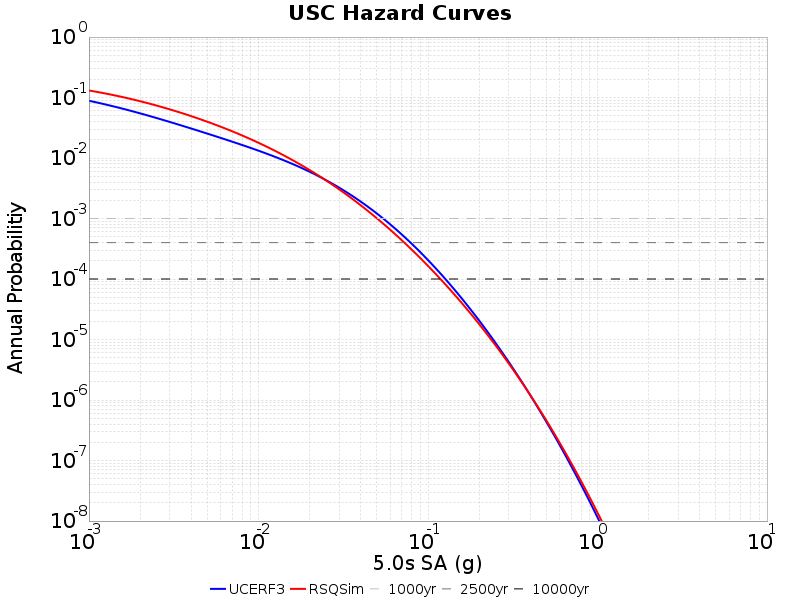 USC Hazard Curves
10^0
10^-1
10^-2
10^-3
10^-4
10^-5
10^-6
10^-7
10^-8
Annual Probabilitiy
10^-3 10^-2 10^-1 10^0 10^1
5.0s SA (g)
UCERF3 RSQSim 1000yr 2500yr 10000yr